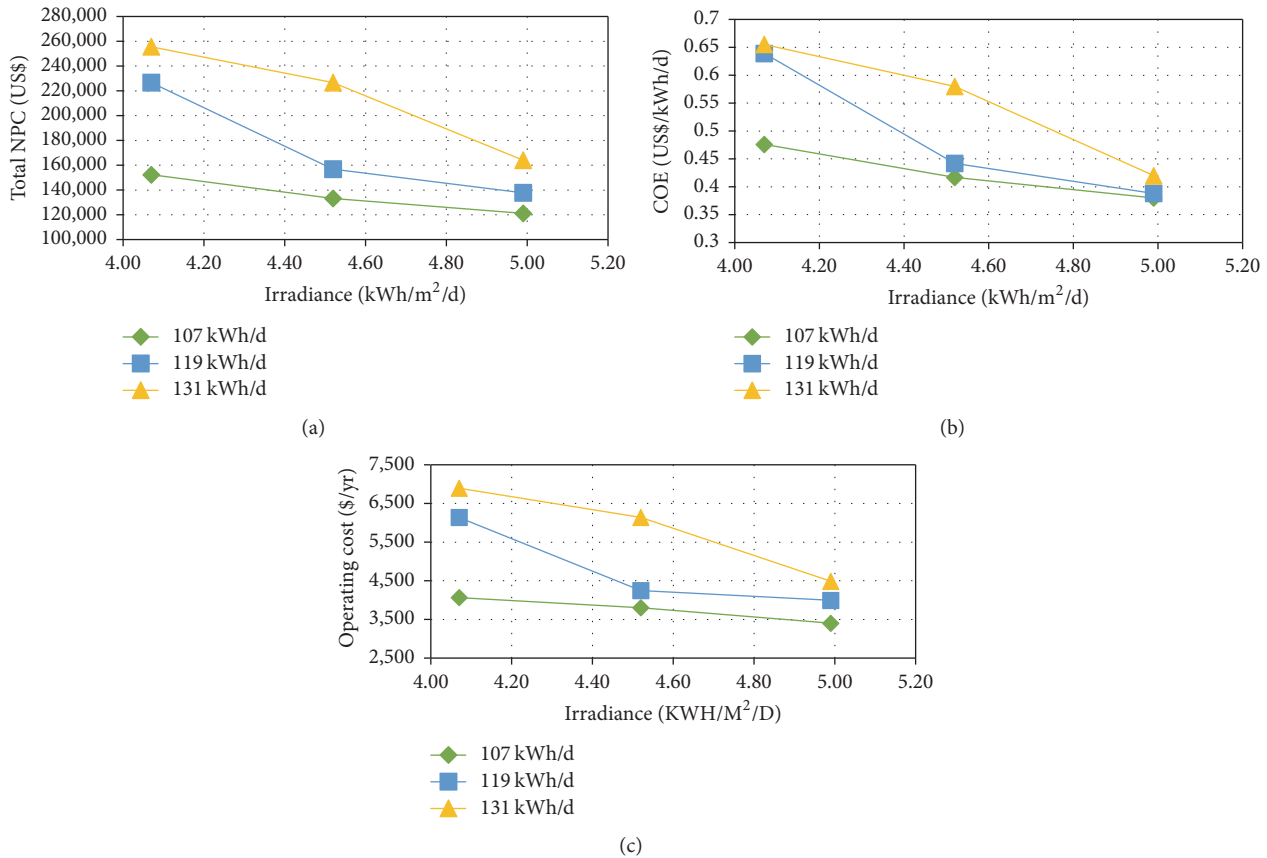 280,000
260,000
240,000
220,000
200,000
180,000
160,000
140,000
120,000
100,000
Total NPC (US$)
4.00 4.20 4.40 4.60 4.80 5.00 5.20
Irradiance (kWh/m²/d)
107 kWh/d
119 kWh/d
131 kWh/d
(a)
0.7
0.65
0.6
0.55
0.5
0.45
0.4
0.35
0.3
COE (US$/kWh/d)
4.00 4.20 4.40 4.60 4.80 5.00 5.20
Irradiance (kWh/m²/d)
107 kWh/d
119 kWh/d
131 kWh/d
(b)
7,500
6,500
5,500
4,500
3,500
2,500
Operating cost ($/yr)
4.00 4.20 4.40 4.60 4.80 5.00 5.20
Irradiance (KWH/M²/D)
107 kWh/d
119 kWh/d
131 kWh/d
(c)